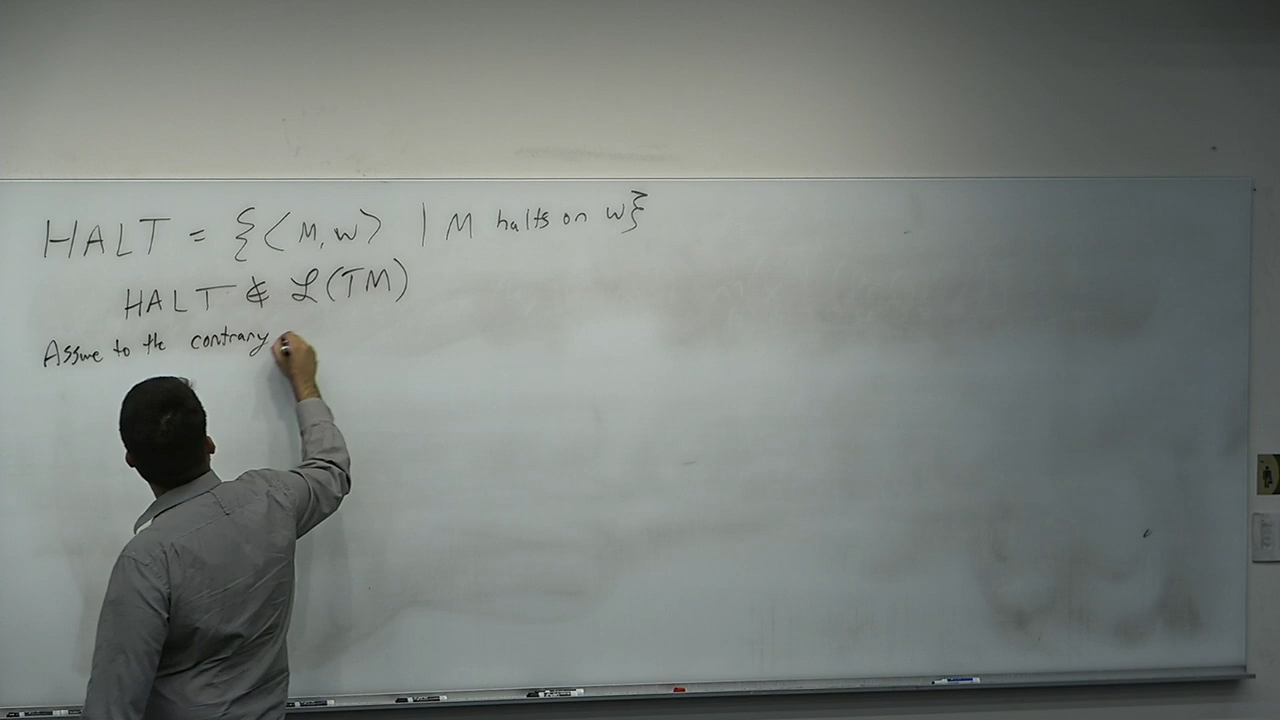 HALT = {⟨M,w⟩ | M halts on w}
HALT ∉ ℒ(TM)
Assume to the contrary